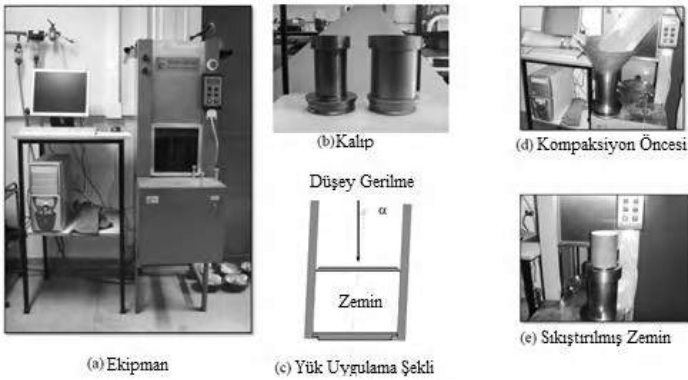 (a) Ekipman
(b)Kalıp
Düşey Gerilme
α
Zemin
(c) Yük Uygulama Şekli
(d) Kompaksiyon Öncesi
(e) Sıkıştırılmış Zemin